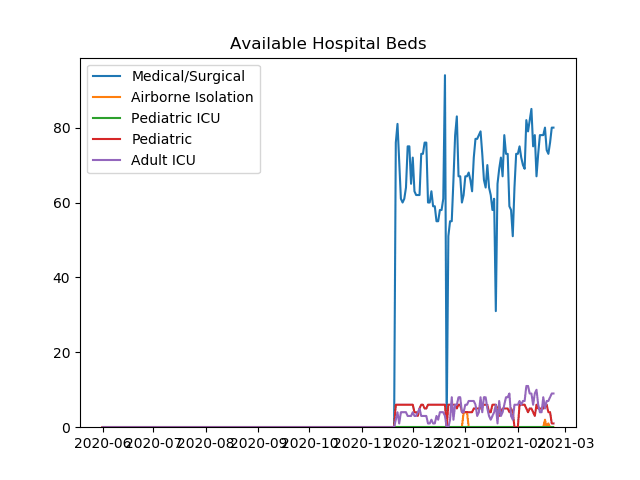 Available Hospital Beds
Medical/Surgical
Airborne Isolation
Pediatric ICU
Pediatric
Adult ICU
80
60
40
20
0
2020-06 2020-07 2020-08 2020-09 2020-10 2020-11 2020-12 2021-01 2021-02 2021-03